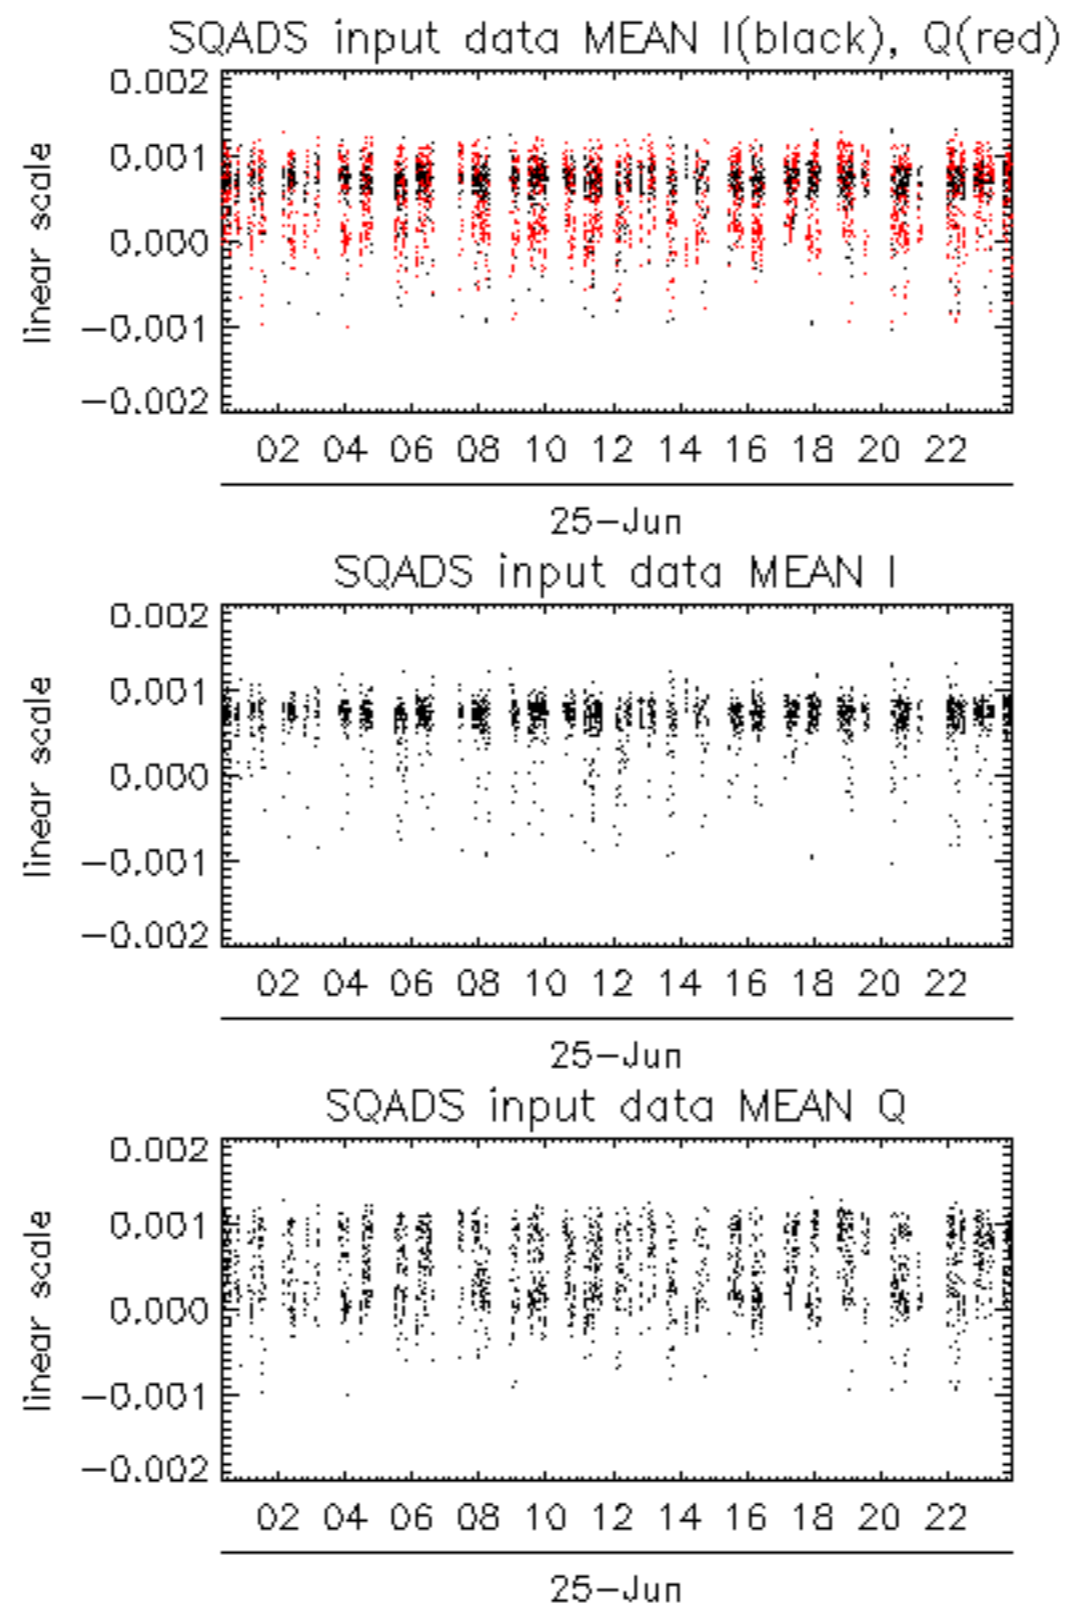 SQADS input data MEAN I(black), Q(red)
0.002
0.001
0.000
−0.001
−0.002
linear scale
02 04 06 08 10 12 14 16 18 20 22
25−Jun
SQADS input data MEAN I
0.002
0.001
0.000
−0.001
−0.002
linear scale
02 04 06 08 10 12 14 16 18 20 22
25−Jun
SQADS input data MEAN Q
0.002
0.001
0.000
−0.001
−0.002
linear scale
02 04 06 08 10 12 14 16 18 20 22
25−Jun